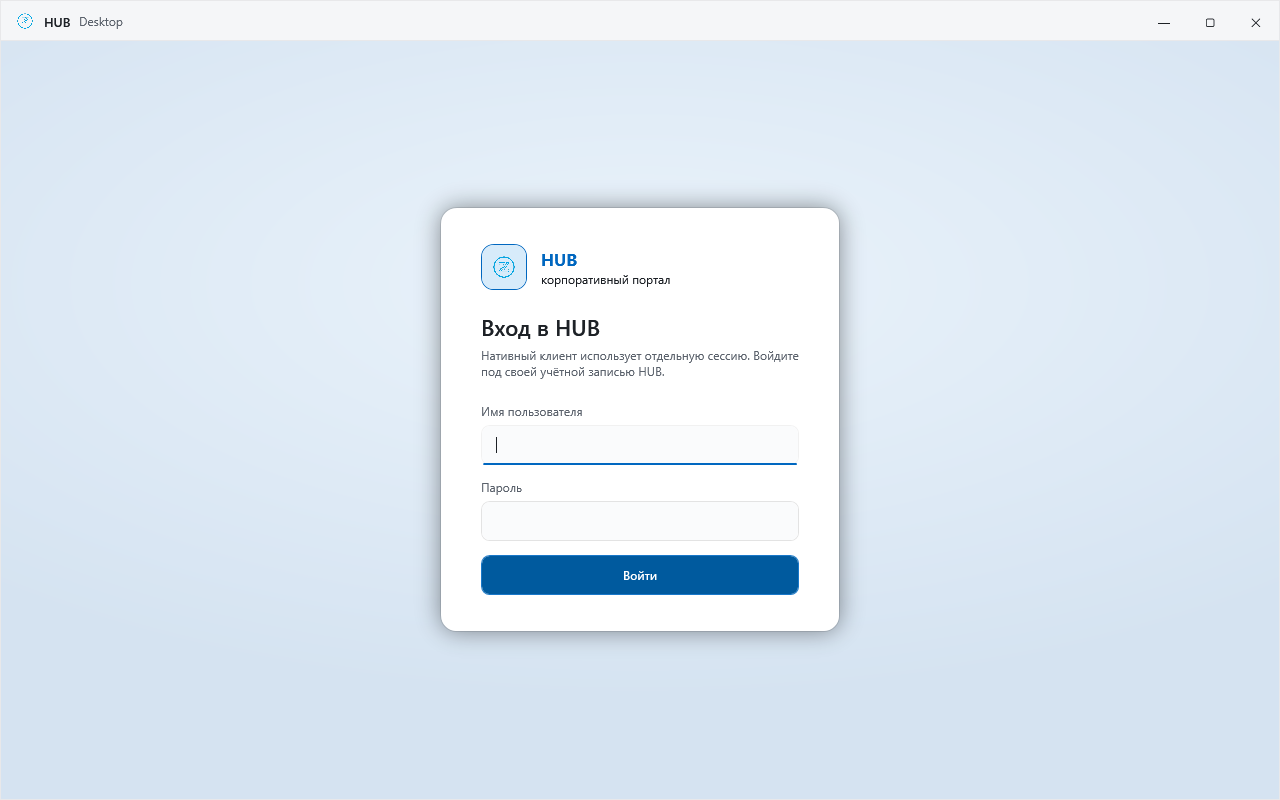 HUB Desktop
HUB
корпоративный портал
Вход в HUB
Нативный клиент использует отдельную сессию. Войдите
под своей учётной записью HUB.
Имя пользователя
Пароль
Войти